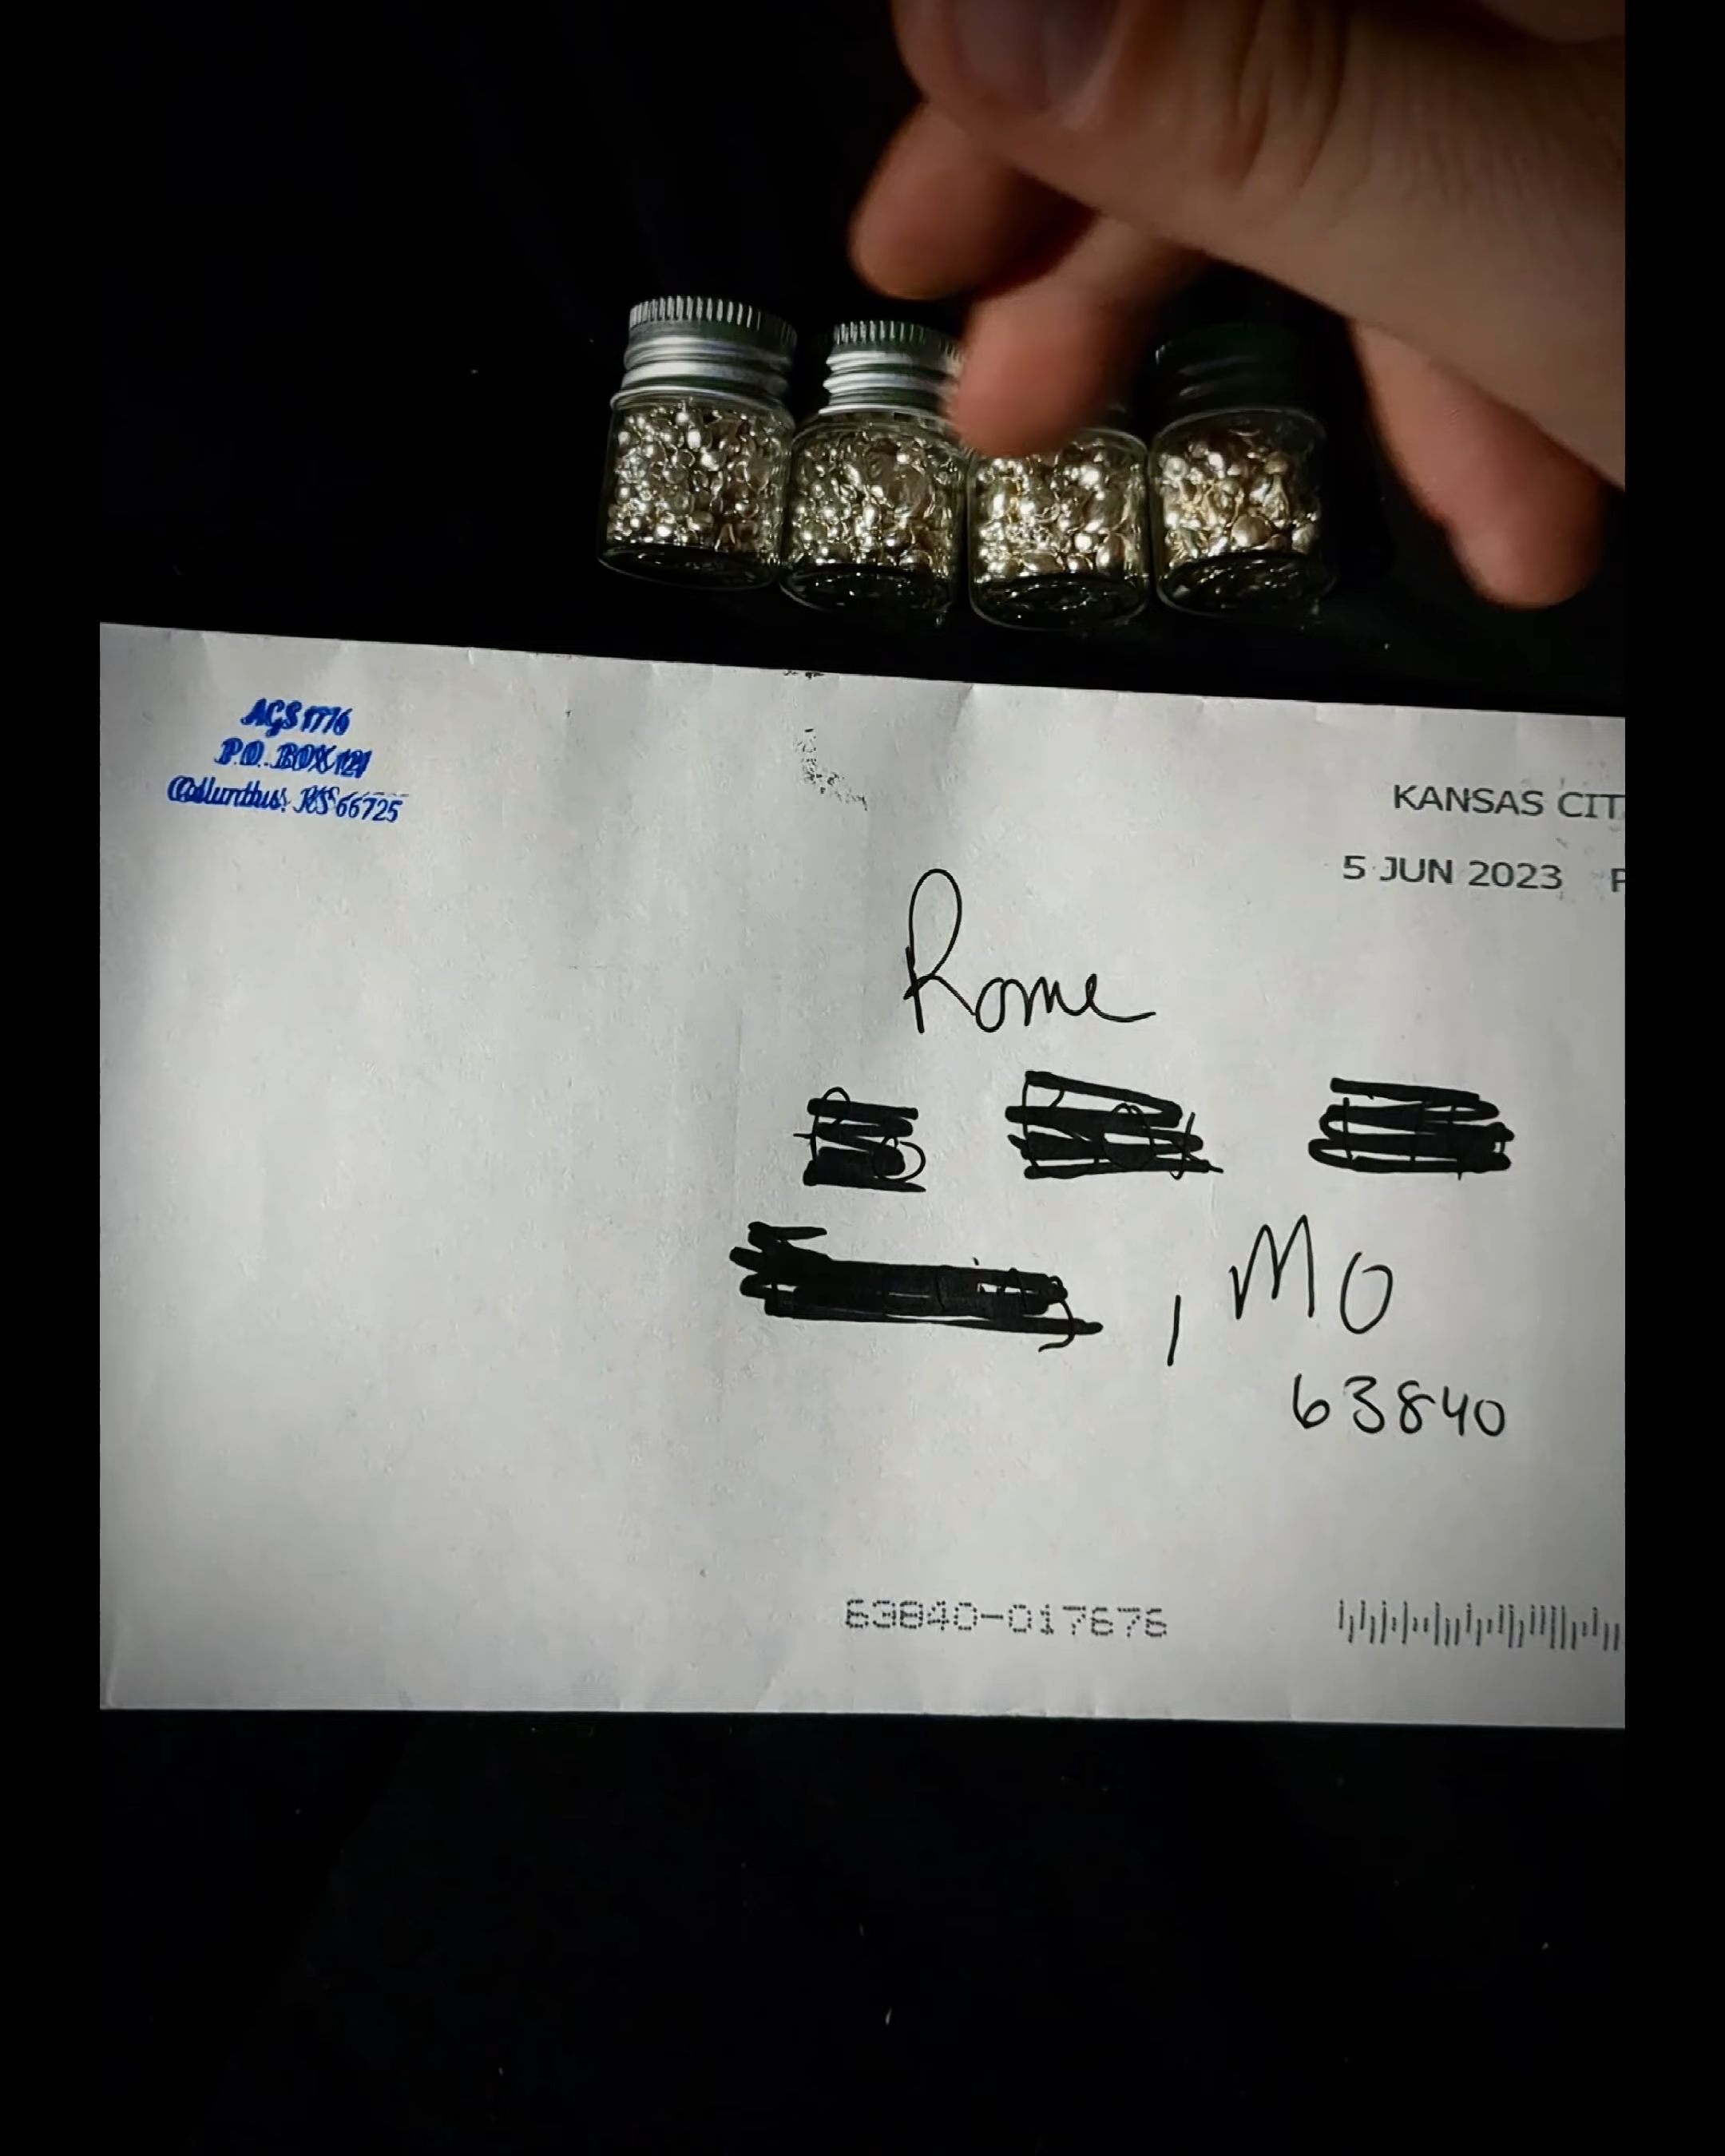 AGS 1776
P.O. BOX 121
Columbus, KS 66725
KANSAS CIT
5 JUN 2023 P
Rome
, MO
63840
63840-017676